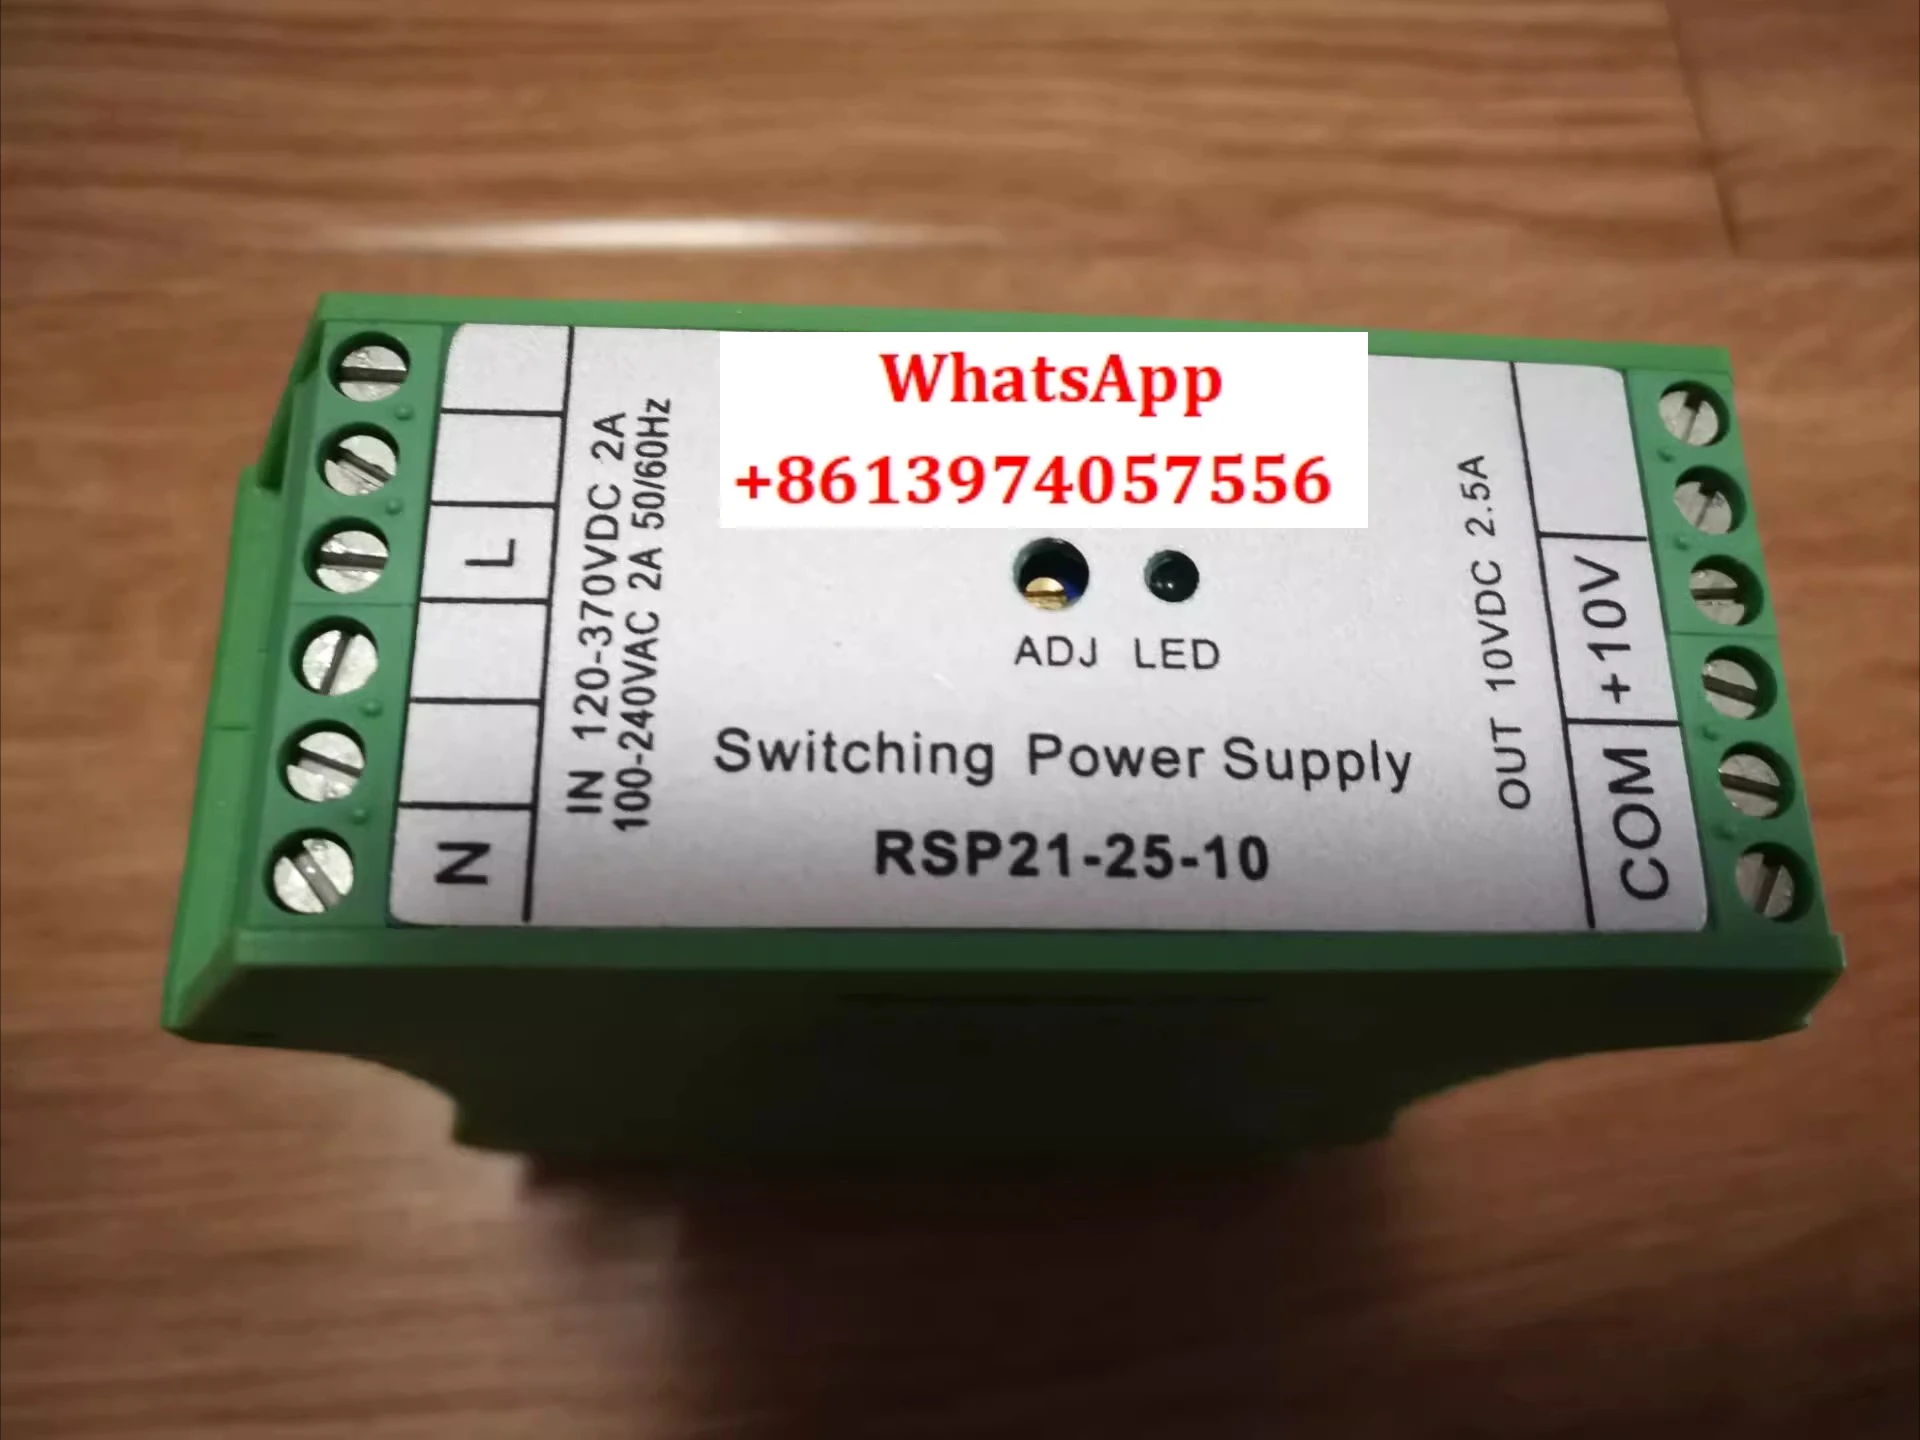 WhatsApp
+8613974057556
L
N
IN 120-370VDC 2A
100-240VAC 2A 50/60Hz
ADJ LED
Switching Power Supply
RSP21-25-10
OUT 10VDC 2.5A
+10V
COM